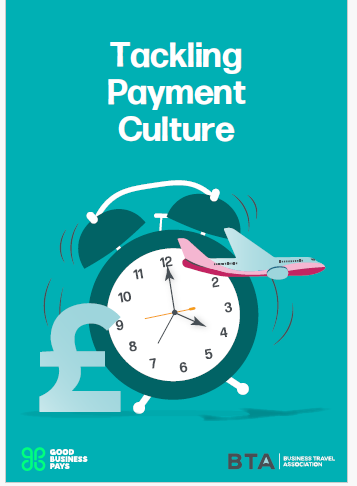 Tackling
Payment
Culture
12
2
3
4
5
6
7
8
9
10
11
£
GOOD
BUSINESS
PAYS
BTA
BUSINESS TRAVEL
ASSOCIATION